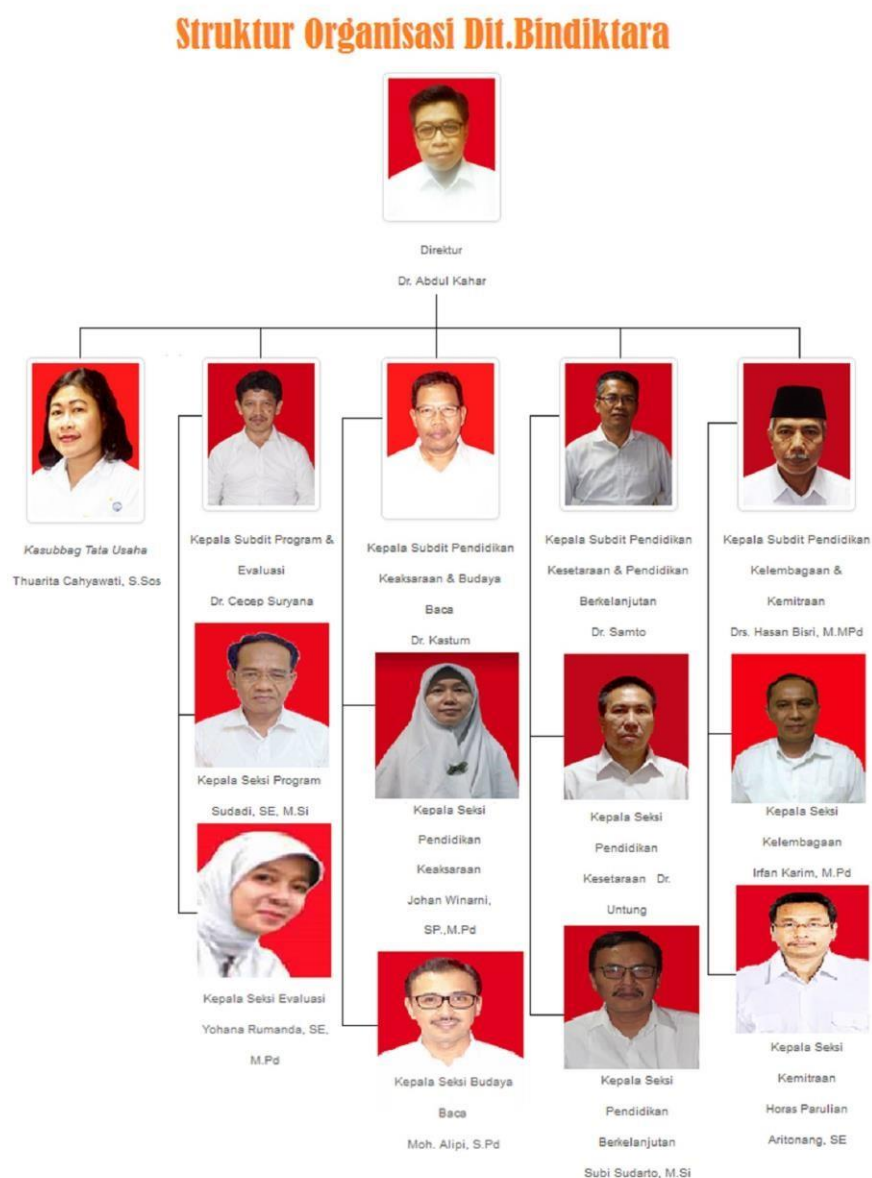 Struktur Organisasi Dit.Bindiktara
Direktur
Dr. Abdul Kahar
Kasubbag Tata Usaha
Thuarita Cahyawati, S.Sos
Kepala Subdit Program &
Evaluasi
Dr. Cecep Suryana
Kepala Subdit Pendidikan
Keaksaraan & Budaya
Baca
Dr. Kastum
Kepala Subdit Pendidikan
Kesetaraan & Pendidikan
Berkelanjutan
Dr. Samto
Kepala Subdit Pendidikan
Kelembagaan &
Kemitraan
Drs. Hasan Bisri, M.MPd
Kepala Seksi Program
Sudadi, SE, M.Si
Kepala Seksi
Pendidikan
Keaksaraan
Johan Winarni,
SP.,M.Pd
Kepala Seksi
Pendidikan
Kesetaraan Dr.
Untung
Kepala Seksi
Kelembagaan
Irfan Karim, M.Pd
Kepala Seksi Evaluasi
Yohana Rumanda, SE,
M.Pd
Kepala Seksi Budaya
Baca
Moh. Alipi, S.Pd
Kepala Seksi
Pendidikan
Berkelanjutan
Subi Sudarto, M.Si
Kepala Seksi
Kemitraan
Horas Parulian
Aritonang, SE